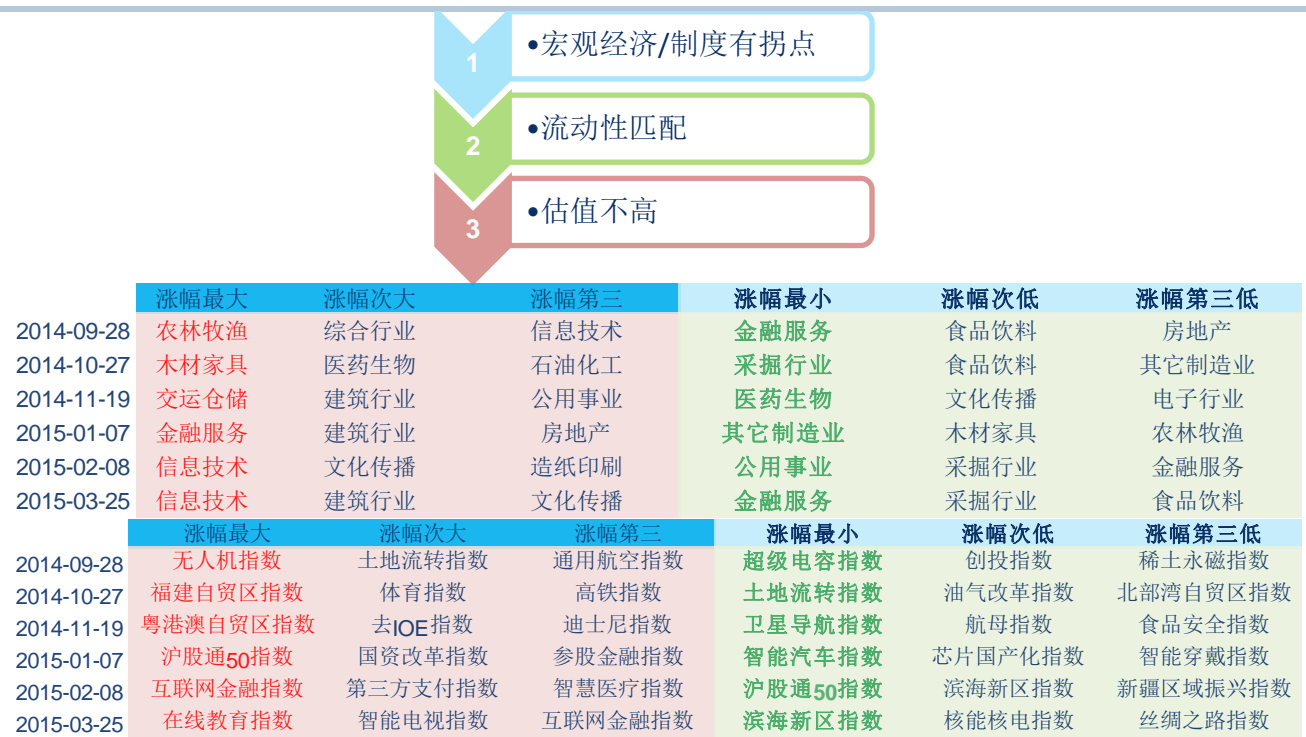 1
•宏观经济/制度有拐点
2
•流动性匹配
3
•估值不高
涨幅最大 涨幅次大 涨幅第三 涨幅最小 涨幅次低 涨幅第三低
2014-09-28 农林牧渔 综合行业 信息技术 金融服务 食品饮料 房地产
2014-10-27 木材家具 医药生物 石油化工 采掘行业 食品饮料 其它制造业
2014-11-19 交运仓储 建筑行业 公用事业 医药生物 文化传播 电子行业
2015-01-07 金融服务 建筑行业 房地产 其它制造业 木材家具 农林牧渔
2015-02-08 信息技术 文化传播 造纸印刷 公用事业 采掘行业 金融服务
2015-03-25 信息技术 建筑行业 文化传播 金融服务 采掘行业 食品饮料
涨幅最大 涨幅次大 涨幅第三 涨幅最小 涨幅次低 涨幅第三低
2014-09-28 无人机指数 土地流转指数 通用航空指数 超级电容指数 创投指数 稀土永磁指数
2014-10-27 福建自贸区指数 体育指数 高铁指数 土地流转指数 油气改革指数 北部湾自贸区指数
2014-11-19 粤港澳自贸区指数 去IOE指数 迪士尼指数 卫星导航指数 航母指数 食品安全指数
2015-01-07 沪股通50指数 国资改革指数 参股金融指数 智能汽车指数 芯片国产化指数 智能穿戴指数
2015-02-08 互联网金融指数 第三方支付指数 智慧医疗指数 沪股通50指数 滨海新区指数 新疆区域振兴指数
2015-03-25 在线教育指数 智能电视指数 互联网金融指数 滨海新区指数 核能核电指数 丝绸之路指数